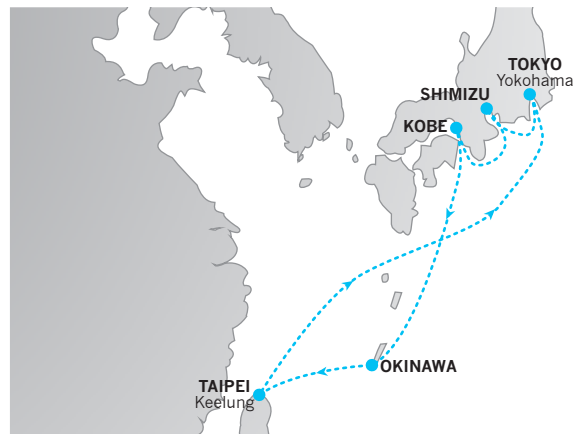 TOKYO
Yokohama
SHIMIZU
KOBE
OKINAWA
TAIPEI
Keelung